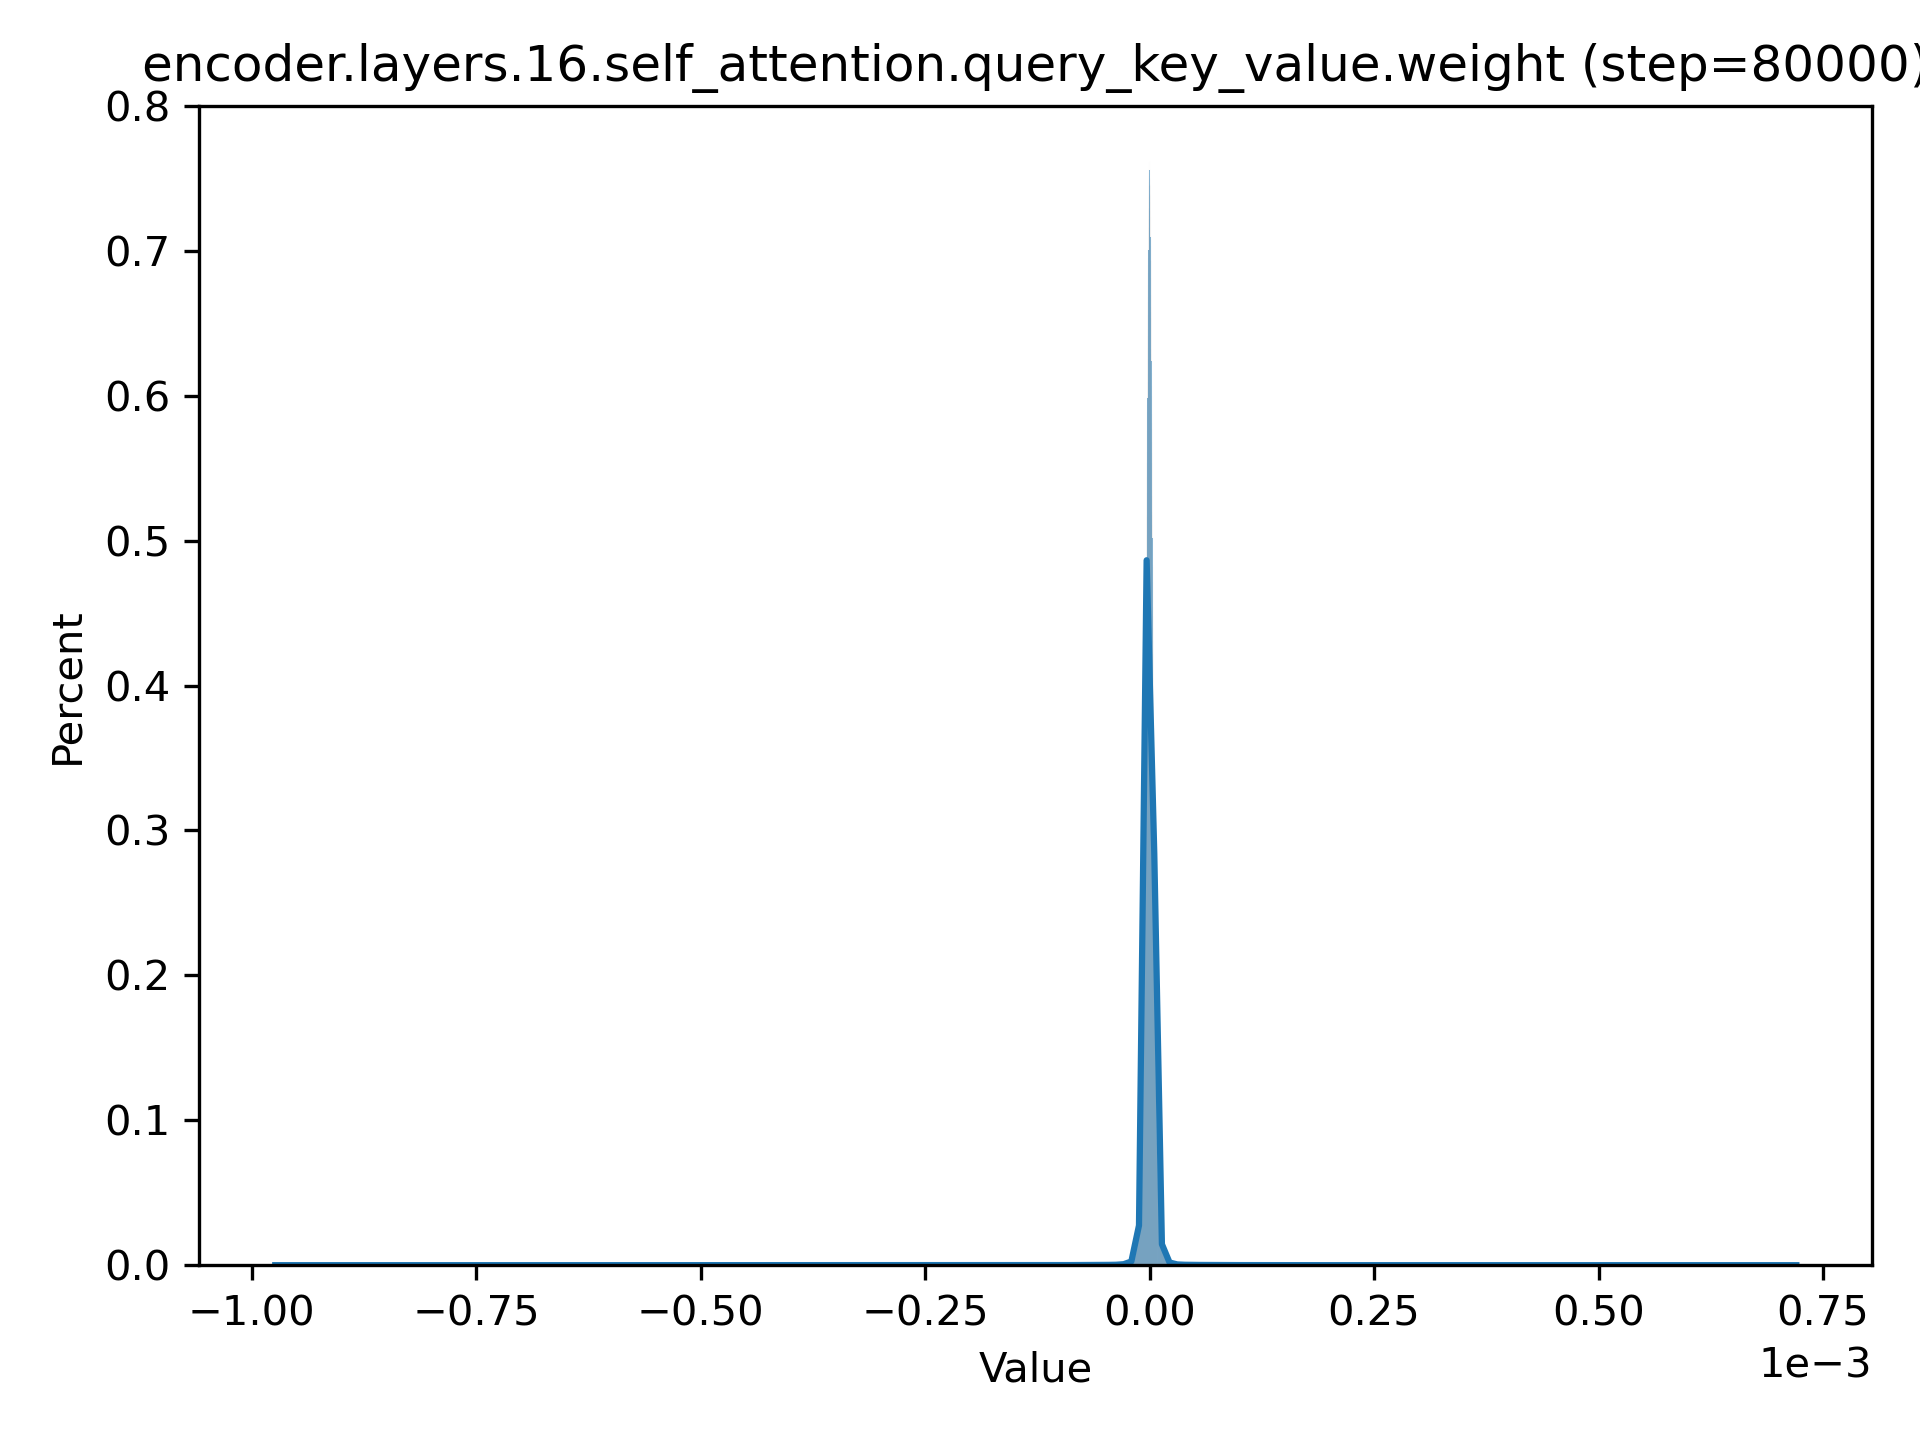 encoder.layers.16.self_attention.query_key_value.weight (step=80000)
0.8
0.7
0.6
0.5
0.4
0.3
0.2
0.1
0.0
Percent
−1.00 −0.75 −0.50 −0.25 0.00 0.25 0.50 0.75
Value
1e−3